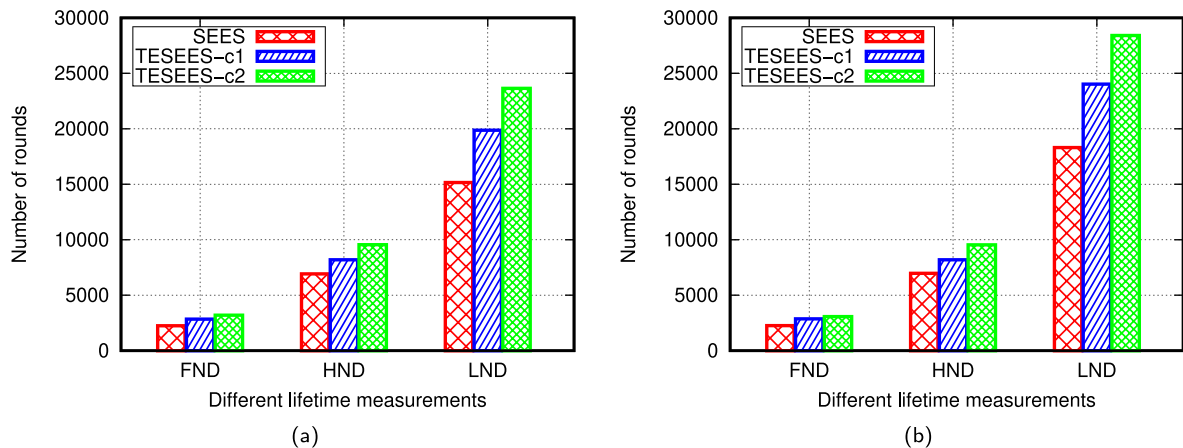 30000
25000
20000
15000
10000
5000
0
Number of rounds
SEES
TESEES-c1
TESEES-c2
FND HND LND
Different lifetime measurements
(a)
30000
25000
20000
15000
10000
5000
0
Number of rounds
SEES
TESEES-c1
TESEES-c2
FND HND LND
Different lifetime measurements
(b)